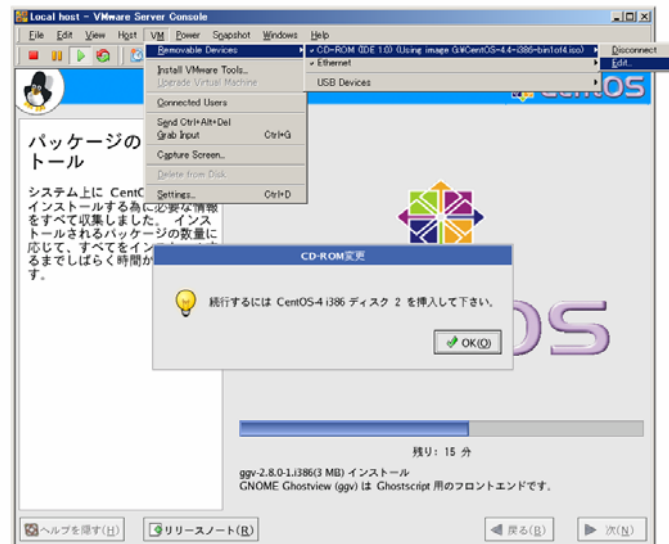 Local host - VMware Server Console
File Edit View Host VM Power Snapshot Windows Help
Removable Devices
Install VMware Tools...
Upgrade Virtual Machine
Connected Users
Send Ctrl+Alt+Del
Grab Input Ctrl+G
Capture Screen...
Delete from Disk
Settings... Ctrl+D
CD-ROM (IDE 1:0) (Using image G:¥CentOS-4.4-i386-bin1of4.iso)
Ethernet
USB Devices
Disconnect
Edit...
OS
パッケージの
トール
システム上に CentO
インストールする為に必要な情報
をすべて収集しました。 インス
トールされるパッケージの数量に
応じて、すべてをイン
るまでしばらく時間か
す。
CD-ROM変更
続行するには CentOS-4 i386 ディスク 2 を挿入して下さい。
OK(O)
OS
残り: 15 分
ggv-2.8.0-1.i386(3 MB) インストール
GNOME Ghostview (ggv) は Ghostscript 用のフロントエンドです。
ヘルプを隠す(H) リリースノート(R) 戻る(B) 次(N)